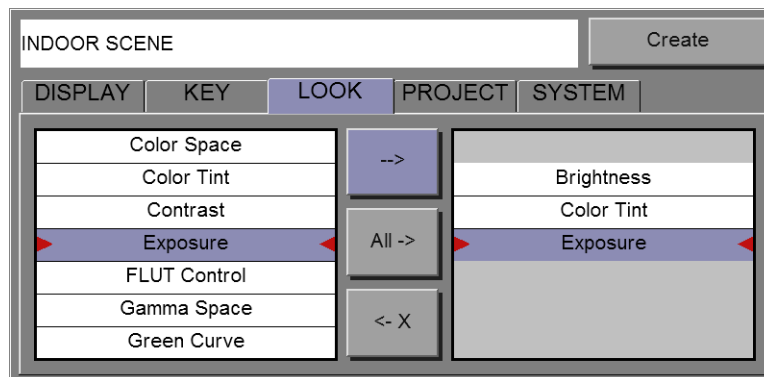 INDOOR SCENE
Create
DISPLAY KEY LOOK PROJECT SYSTEM
Color Space
Color Tint
Contrast
Exposure
FLUT Control
Gamma Space
Green Curve
-->
All ->
<- X
Brightness
Color Tint
Exposure